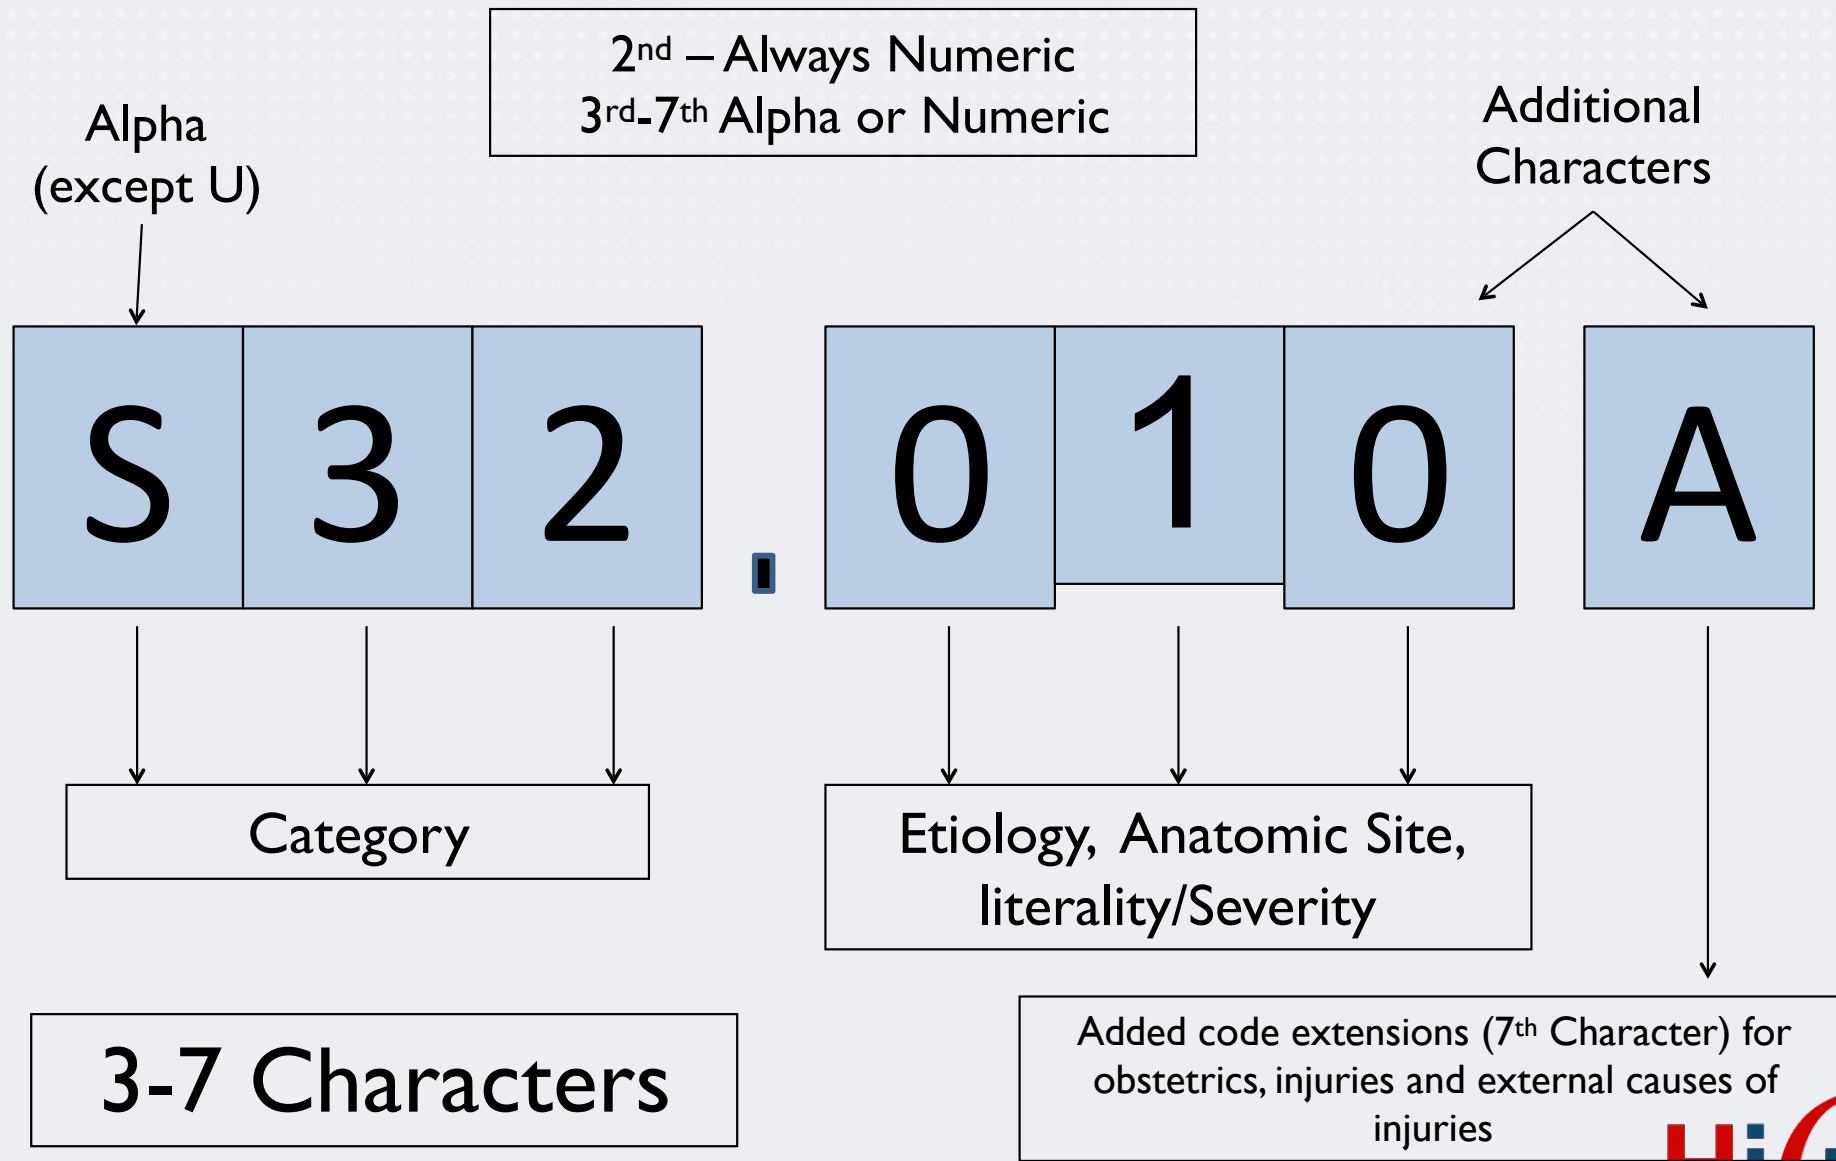 2nd – Always Numeric
3rd-7th Alpha or Numeric
Alpha
(except U)
Additional
Characters
S 3 2 . 0 1 0 A
Category
Etiology, Anatomic Site,
literality/Severity
3-7 Characters
Added code extensions (7th Character) for
obstetrics, injuries and external causes of
injuries